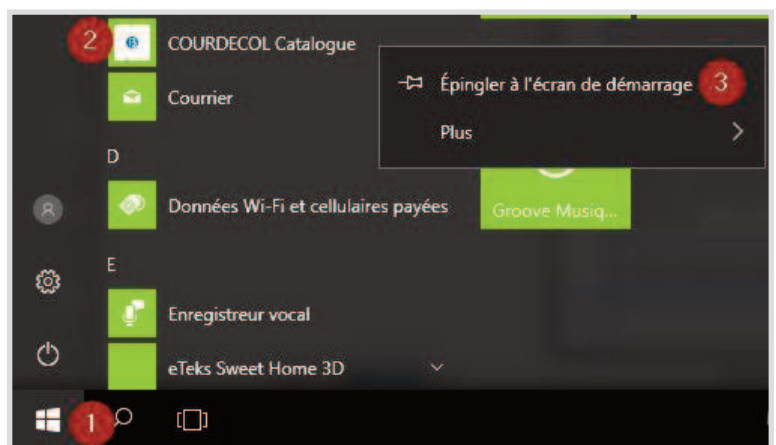 2
COURDECOL Catalogue
Courrier
Épingler à l'écran de démarrage 3
Plus
D
Données Wi-Fi et cellulaires payées
Groove Musiq...
E
Enregistreur vocal
eTeks Sweet Home 3D
1